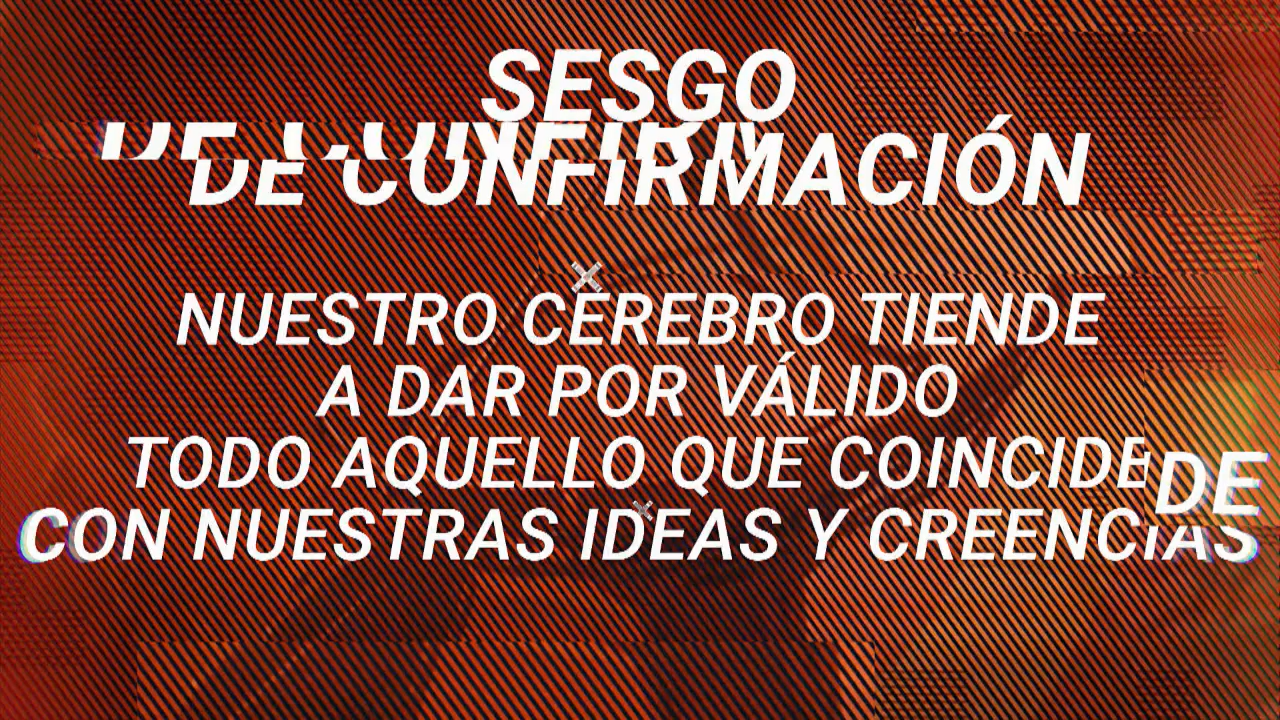 SESGO
DE CONFIRMACIÓN
NUESTRO CEREBRO TIENDE
A DAR POR VÁLIDO
TODO AQUELLO QUE COINCIDE
CON NUESTRAS IDEAS Y CREENCIAS